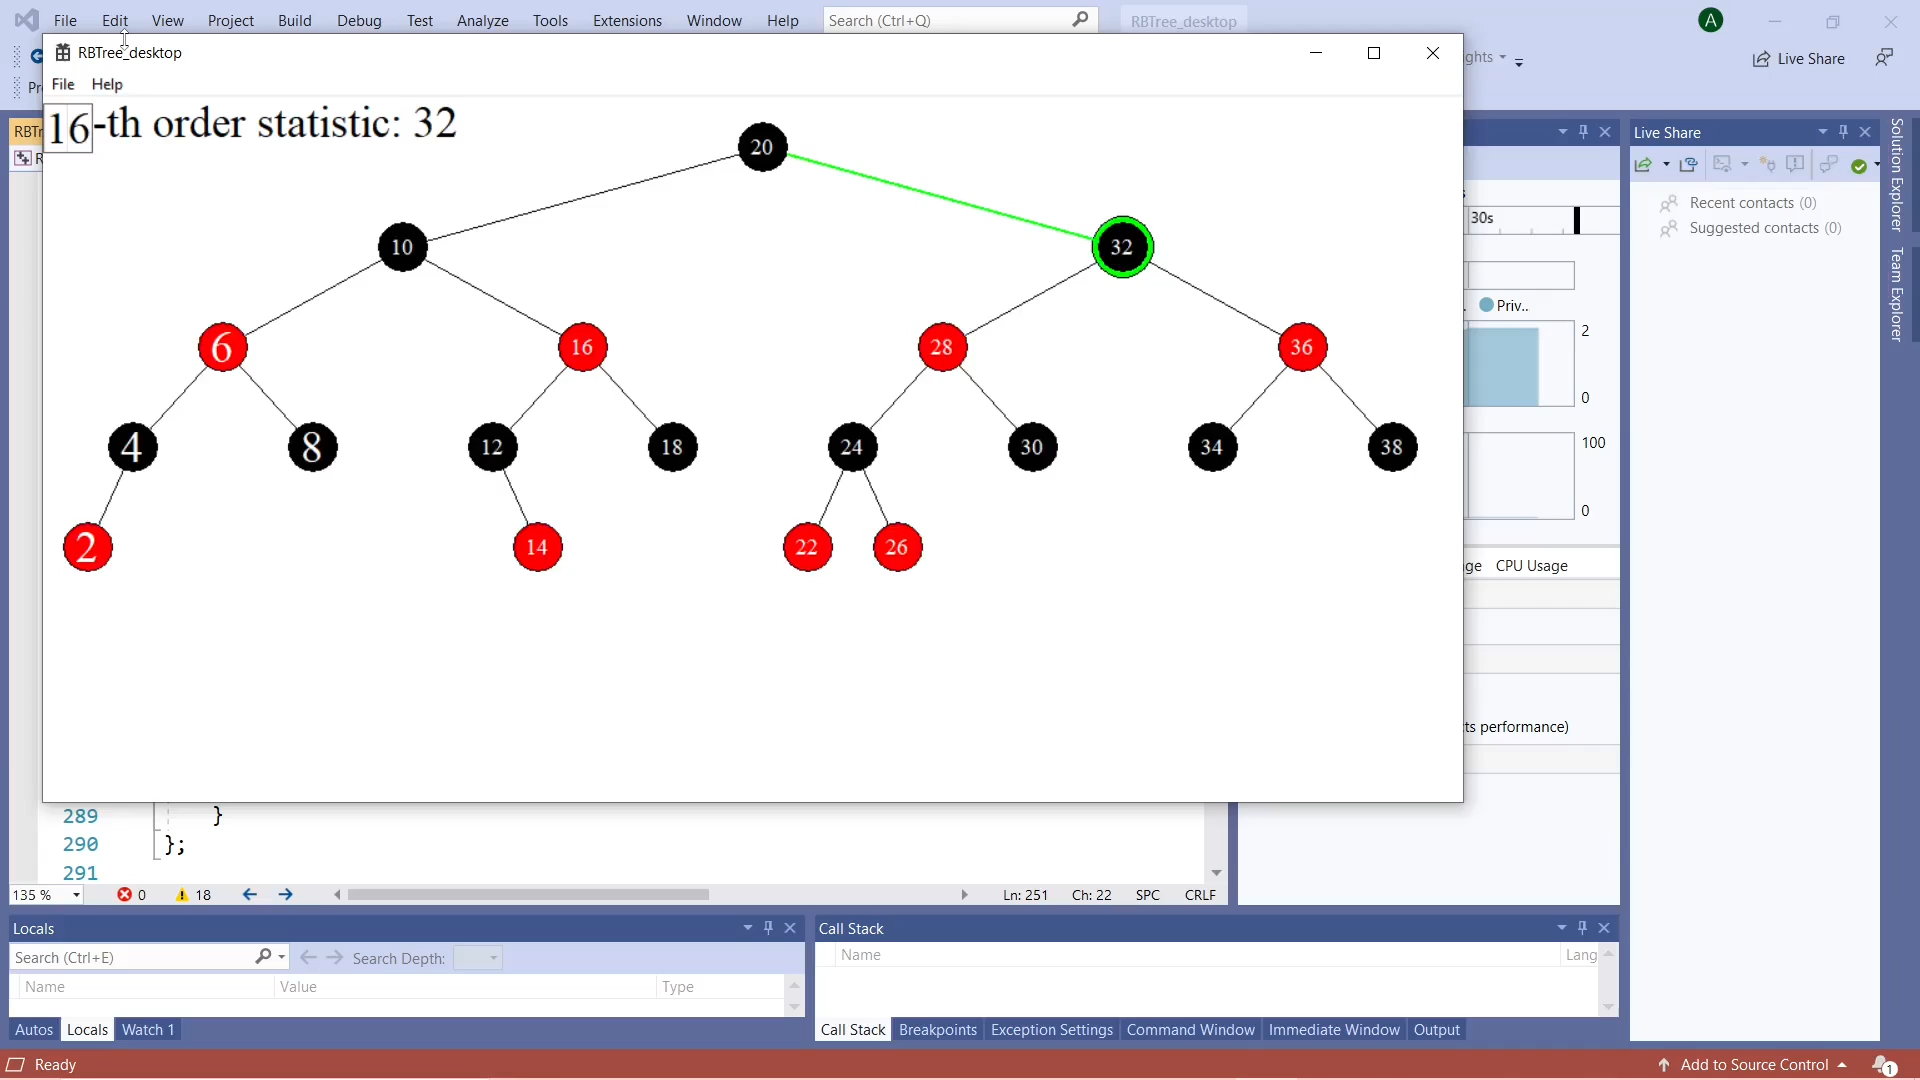 File Edit View Project Build Debug Test Analyze Tools Extensions Window Help Search (Ctrl+Q) RBTree_desktop A
RBTree_desktop
ghts Live Share
File Help
Pr
16-th order statistic: 32
RBTr
R
Live Share
Recent contacts (0)
Suggested contacts (0)
Solution Explorer
Team Explorer
30s
Priv..
2
0
100
0
ge CPU Usage
ts performance)
20
10 32
6 16 28 36
4 8 12 18 24 30 34 38
2 14 22 26
289 }
290 };
291
135 % 0 18 Ln: 251 Ch: 22 SPC CRLF
Locals
Search (Ctrl+E) Search Depth:
Name Value Type
Autos Locals Watch 1
Call Stack
Name Lang
Call Stack Breakpoints Exception Settings Command Window Immediate Window Output
Ready Add to Source Control 1